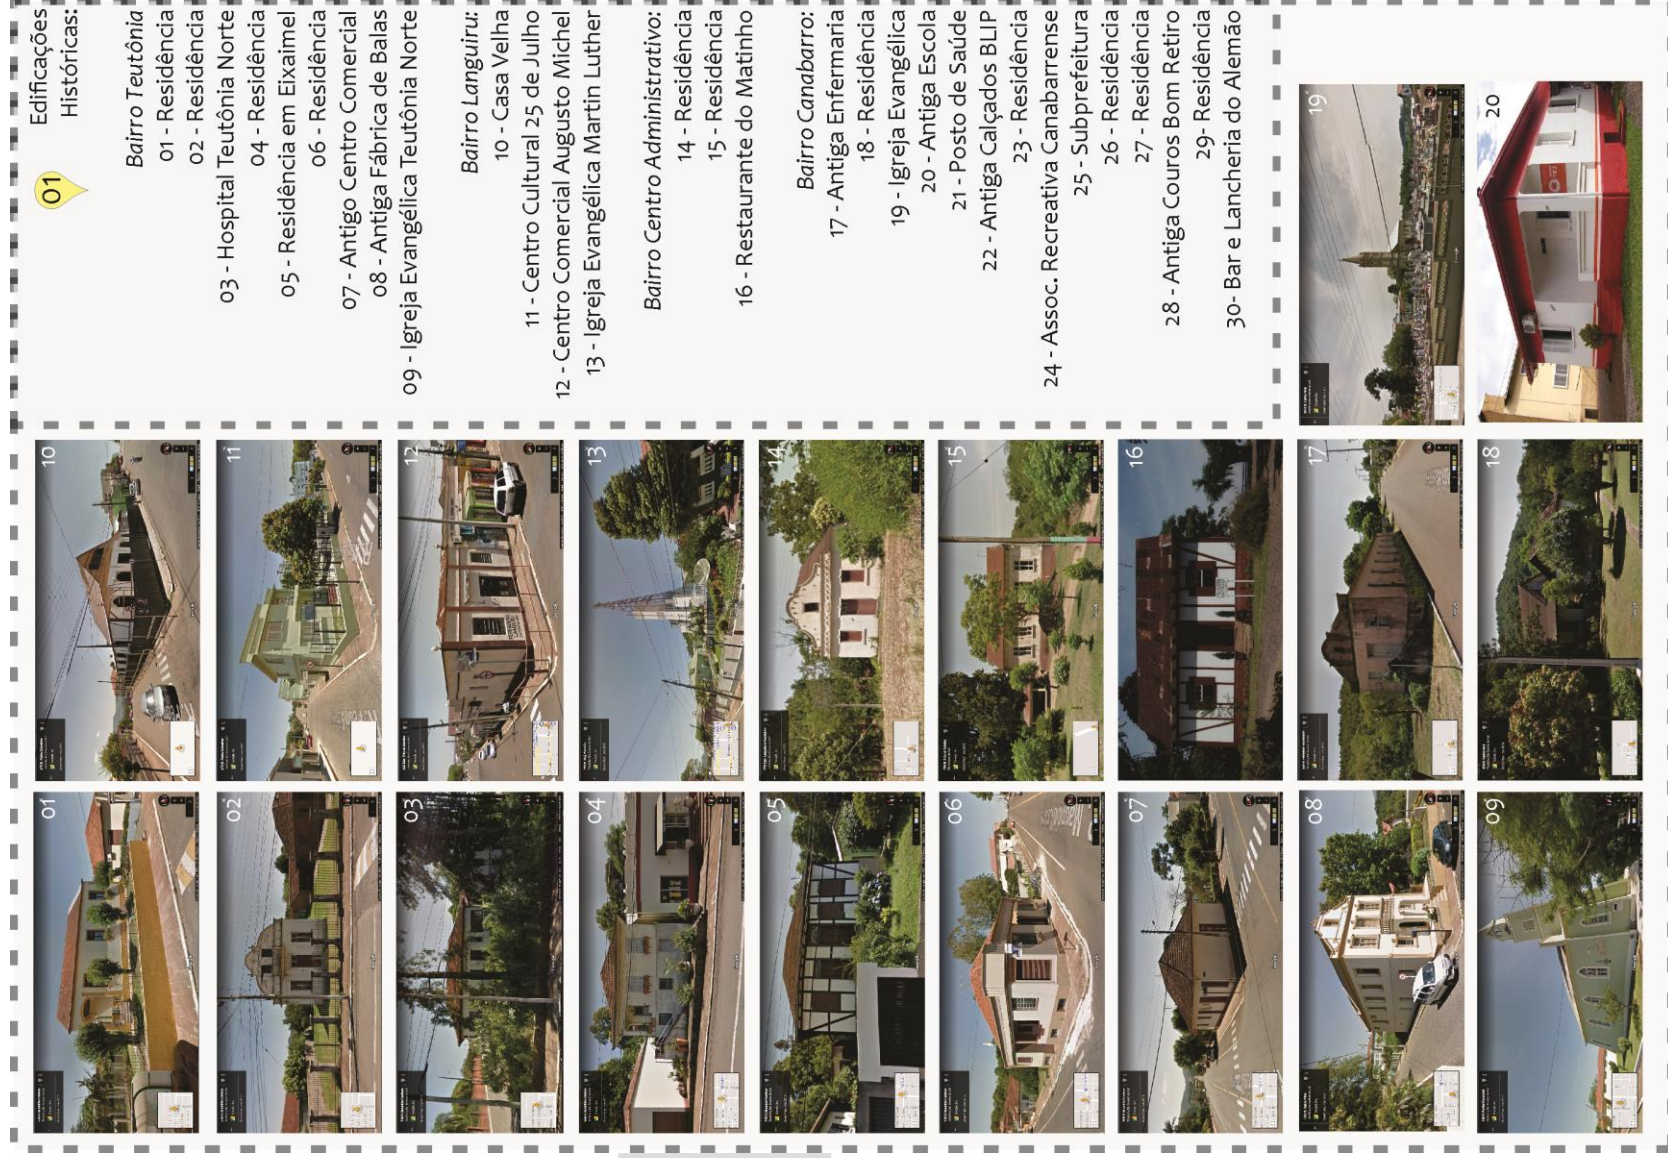 Edificações
Históricas:
01
Bairro Teutônia
01 - Residência
02 - Residência
03 - Hospital Teutônia Norte
04 - Residência
05 - Residência em Eixaimel
06 - Residência
07 - Antigo Centro Comercial
08 - Antiga Fábrica de Balas
09 - Igreja Evangélica Teutônia Norte
Bairro Languiru:
10 - Casa Velha
11 - Centro Cultural 25 de Julho
12 - Centro Comercial Augusto Michel
13 - Igreja Evangélica Martin Luther
Bairro Centro Administrativo:
14 - Residência
15 - Residência
16 - Restaurante do Matinho
Bairro Canabarro:
17 - Antiga Enfermaria
18 - Residência
19 - Igreja Evangélica
20 - Antiga Escola
21 - Posto de Saúde
22 - Antiga Calçados BLIP
23 - Residência
24 - Assoc. Recreativa Canabarrense
25 - Subprefeitura
26 - Residência
27 - Residência
28 - Antiga Couros Bom Retiro
29- Residência
30- Bar e Lancheria do Alemão
01
02
03
04
05
06
07
08
09
10
11
12
13
14
15
16
17
18
19
20